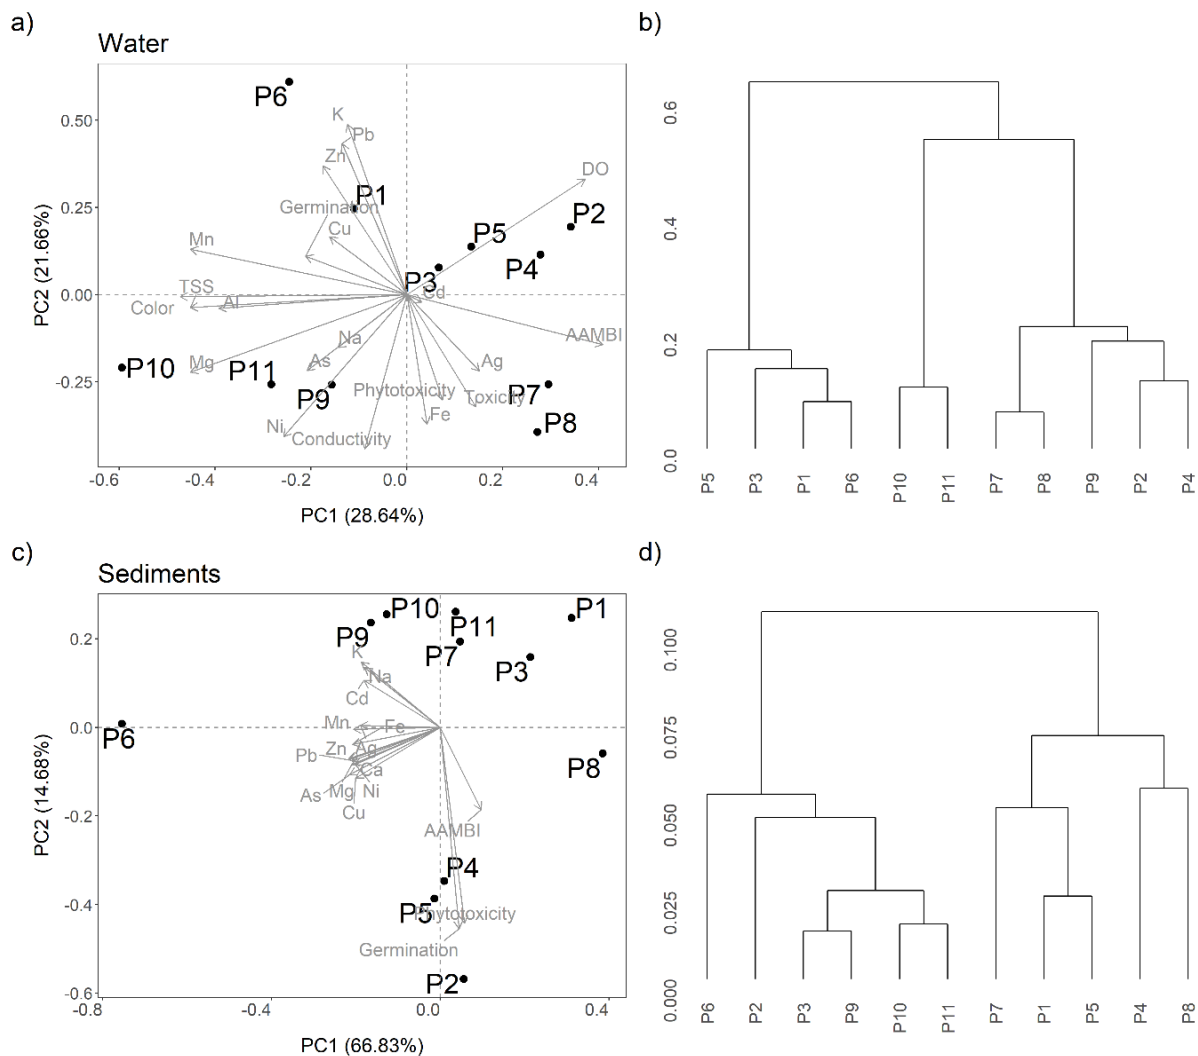 a)
Water
P6
K
Pb
Zn
DO
P1
Germination
P2
Cu
P5
Mn
P4
P3
TSS
Cd
Color
Al
AAMBI
Na
Mg
As
Ag
P10
P11
P9
Phytotoxicity
Toxicity
P7
Fe
P8
Ni
Conductivity
0.50
0.25
0.00
-0.25
PC2 (21.66%)
-0.6
-0.4
-0.2
0.0
0.2
0.4
PC1 (28.64%)
b)
0.6
0.4
0.2
0.0
P5
P3
P1
P6
P10
P11
P7
P8
P9
P2
P4
c)
Sediments
P10
P11
P1
P9
P7
P3
K
Na
Cd
Mn
Fe
P6
Zn
Ag
Pb
Ca
P8
As
Mg
Ni
Cu
AAMBI
P4
P5
Phytotoxicity
Germination
P2
0.2
0.0
-0.2
-0.4
-0.6
PC2 (14.68%)
-0.8
-0.4
0.0
0.4
PC1 (66.83%)
d)
0.100
0.075
0.050
0.025
0.000
P6
P2
P3
P9
P10
P11
P7
P1
P5
P4
P8